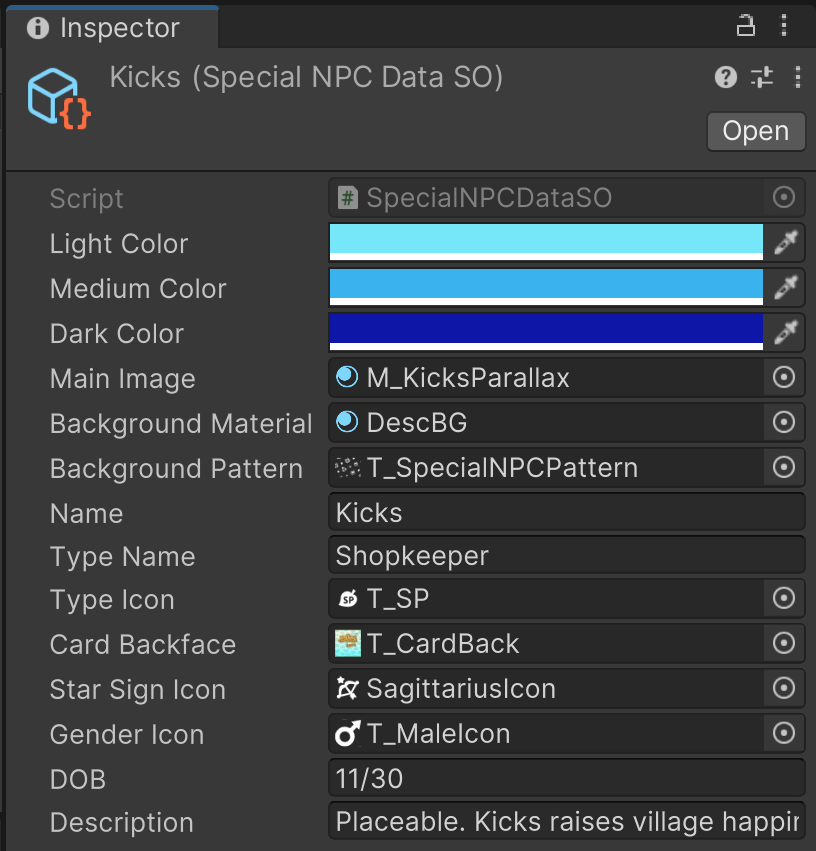 Inspector
Kicks (Special NPC Data SO)
Open
Script # SpecialNPCDataSO
Light Color
Medium Color
Dark Color
Main Image M_KicksParallax
Background Material DescBG
Background Pattern T_SpecialNPCPattern
Name Kicks
Type Name Shopkeeper
Type Icon SP T_SP
Card Backface T_CardBack
Star Sign Icon SagittariusIcon
Gender Icon T_MaleIcon
DOB 11/30
Description Placeable. Kicks raises village happin